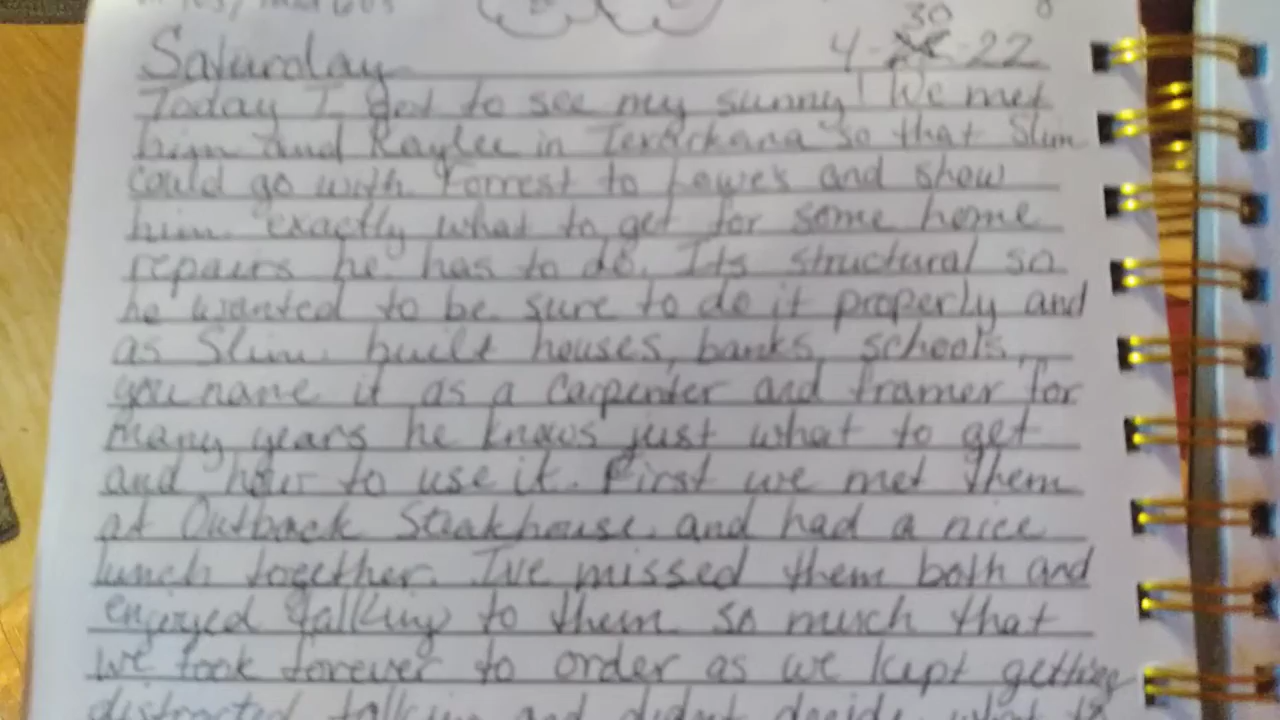 Saturday 4-30-22
Today I got to see my sunny! We met
him and Kaylee in Texarkana so that Slim
could go with Forrest to Lowe's and show
him exactly what to get for some home
repairs he has to do. Its structural so
he wanted to be sure to do it properly and
as Slim built houses, banks, schools,
you name it as a carpenter and framer for
many years he knows just what to get
and how to use it. First we met them
at Outback Steakhouse and had a nice
lunch together. I've missed them both and
enjoyed talking to them so much that
we took forever to order as we kept getting
distracted talking and didn't decide what